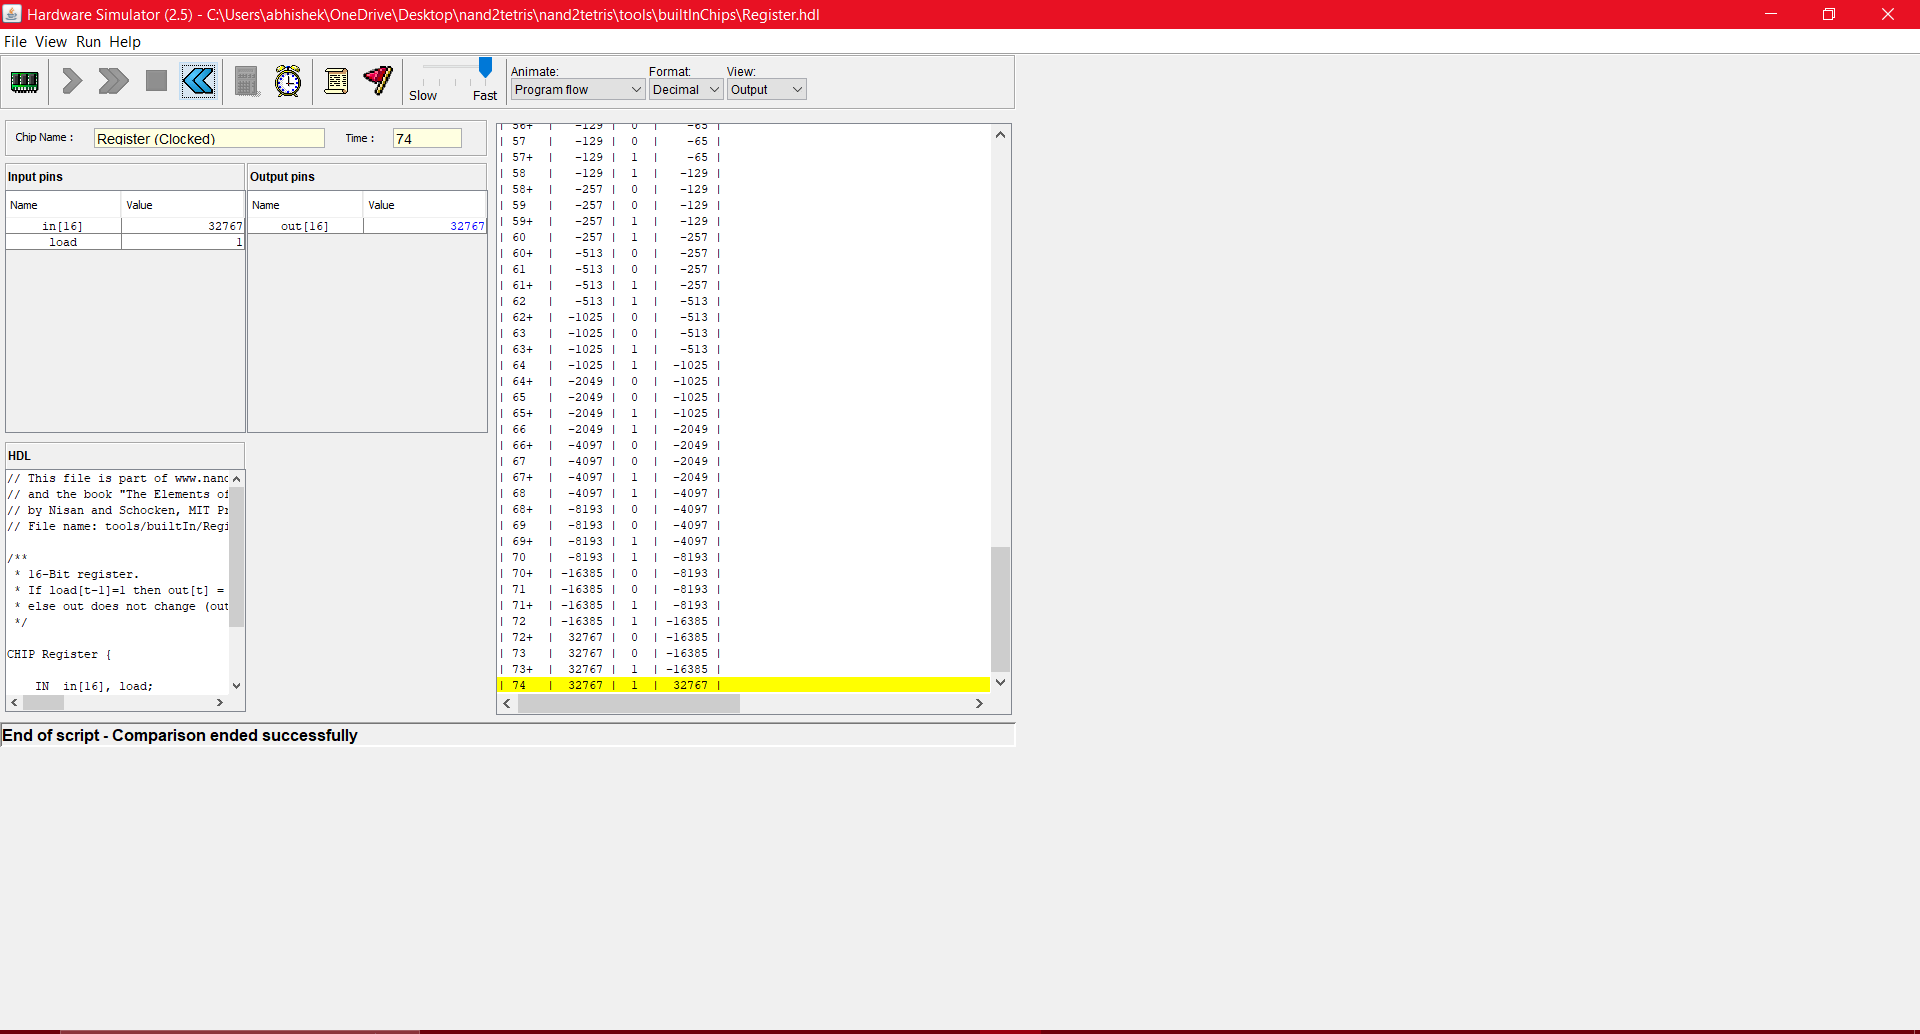 Hardware Simulator (2.5) - C:\Users\abhishek\OneDrive\Desktop\nand2tetris\nand2tetris\tools\builtInChips\Register.hdl
File View Run Help
Slow Fast
Animate: Format: View:
Program flow Decimal Output
Chip Name : Register (Clocked) Time : 74
Input pins
Name Value
in[16] 32767
load 1
Output pins
Name Value
out[16] 32767
HDL
// This file is part of www.nand
// and the book "The Elements of
// by Nisan and Schocken, MIT Pr
// File name: tools/builtIn/Regi
/**
* 16-Bit register.
* If load[t-1]=1 then out[t] =
* else out does not change (out
*/
CHIP Register {
IN in[16], load;
| 56+ | -129 | 0 | -65 |
| 57 | -129 | 0 | -65 |
| 57+ | -129 | 1 | -65 |
| 58 | -129 | 1 | -129 |
| 58+ | -257 | 0 | -129 |
| 59 | -257 | 0 | -129 |
| 59+ | -257 | 1 | -129 |
| 60 | -257 | 1 | -257 |
| 60+ | -513 | 0 | -257 |
| 61 | -513 | 0 | -257 |
| 61+ | -513 | 1 | -257 |
| 62 | -513 | 1 | -513 |
| 62+ | -1025 | 0 | -513 |
| 63 | -1025 | 0 | -513 |
| 63+ | -1025 | 1 | -513 |
| 64 | -1025 | 1 | -1025 |
| 64+ | -2049 | 0 | -1025 |
| 65 | -2049 | 0 | -1025 |
| 65+ | -2049 | 1 | -1025 |
| 66 | -2049 | 1 | -2049 |
| 66+ | -4097 | 0 | -2049 |
| 67 | -4097 | 0 | -2049 |
| 67+ | -4097 | 1 | -2049 |
| 68 | -4097 | 1 | -4097 |
| 68+ | -8193 | 0 | -4097 |
| 69 | -8193 | 0 | -4097 |
| 69+ | -8193 | 1 | -4097 |
| 70 | -8193 | 1 | -8193 |
| 70+ | -16385 | 0 | -8193 |
| 71 | -16385 | 0 | -8193 |
| 71+ | -16385 | 1 | -8193 |
| 72 | -16385 | 1 | -16385 |
| 72+ | 32767 | 0 | -16385 |
| 73 | 32767 | 0 | -16385 |
| 73+ | 32767 | 1 | -16385 |
| 74 | 32767 | 1 | 32767 |
End of script - Comparison ended successfully